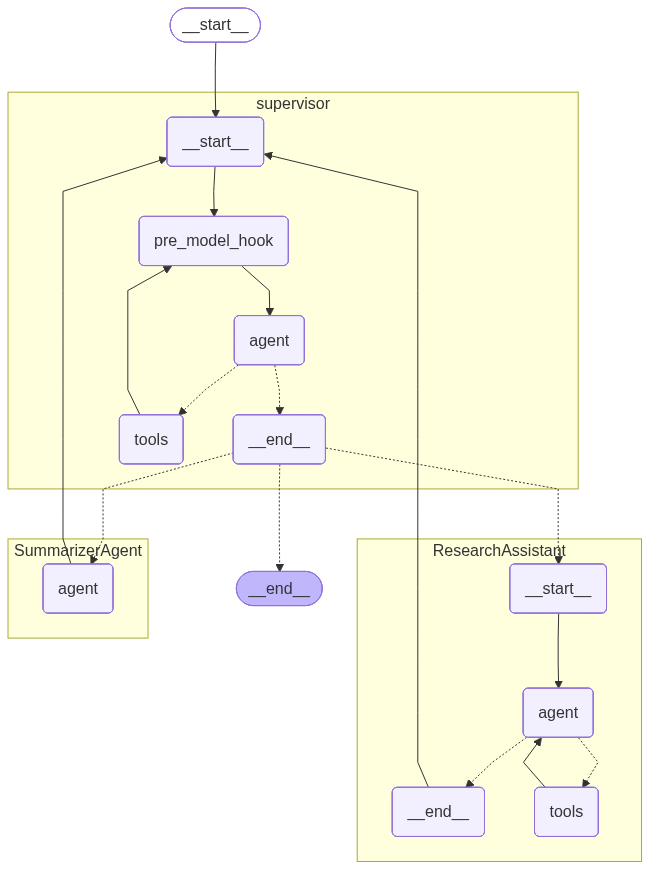 __start__
supervisor
__start__
pre_model_hook
agent
tools
__end__
SummarizerAgent
agent
__end__
ResearchAssistant
__start__
agent
__end__
tools